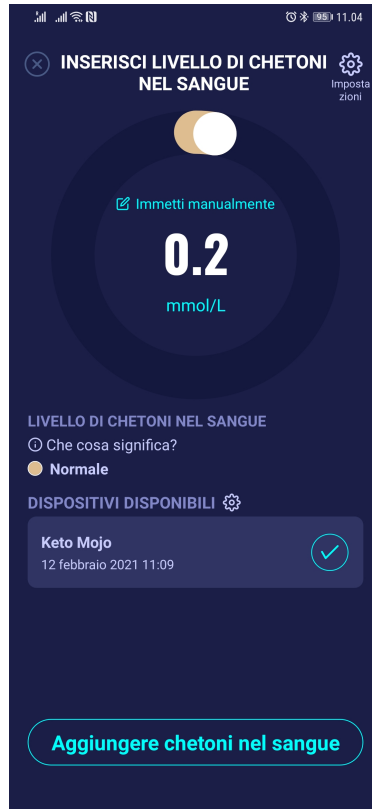 95 11.04
INSERISCI LIVELLO DI CHETONI
NEL SANGUE
Imposta
zioni
Immetti manualmente
0.2
mmol/L
LIVELLO DI CHETONI NEL SANGUE
Che cosa significa?
Normale
DISPOSITIVI DISPONIBILI
Keto Mojo
12 febbraio 2021 11:09
Aggiungere chetoni nel sangue